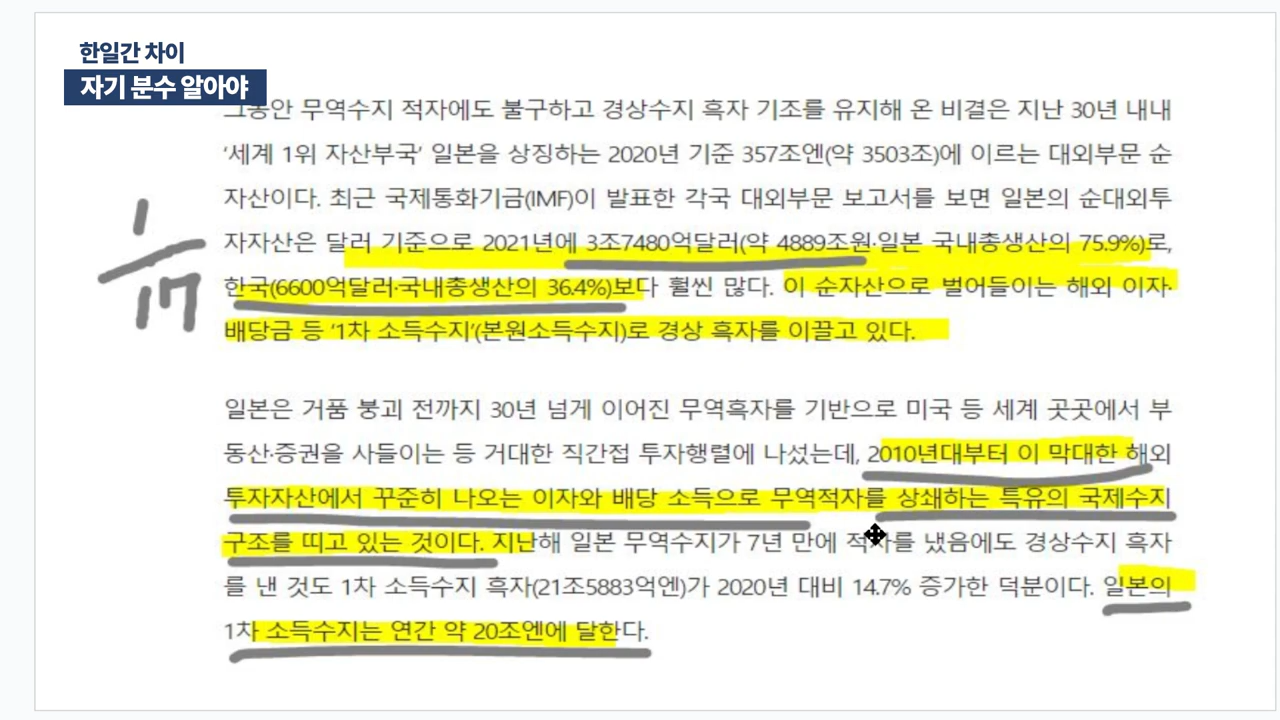 한일간 차이
자기 분수 알아야
그동안 무역수지 적자에도 불구하고 경상수지 흑자 기조를 유지해 온 비결은 지난 30년 내내
‘세계 1위 자산부국’ 일본을 상징하는 2020년 기준 357조엔(약 3503조)에 이르는 대외부문 순
자산이다. 최근 국제통화기금(IMF)이 발표한 각국 대외부문 보고서를 보면 일본의 순대외투
자자산은 달러 기준으로 2021년에 3조7480억달러(약 4889조원·일본 국내총생산의 75.9%)로,
한국(6600억달러·국내총생산의 36.4%)보다 훨씬 많다. 이 순자산으로 벌어들이는 해외 이자·
배당금 등 ‘1차 소득수지’(본원소득수지)로 경상 흑자를 이끌고 있다.
일본은 거품 붕괴 전까지 30년 넘게 이어진 무역흑자를 기반으로 미국 등 세계 곳곳에서 부
동산·증권을 사들이는 등 거대한 직간접 투자행렬에 나섰는데, 2010년대부터 이 막대한 해외
투자자산에서 꾸준히 나오는 이자와 배당 소득으로 무역적자를 상쇄하는 특유의 국제수지
구조를 띠고 있는 것이다. 지난해 일본 무역수지가 7년 만에 적자를 냈음에도 경상수지 흑자
를 낸 것도 1차 소득수지 흑자(21조5883억엔)가 2020년 대비 14.7% 증가한 덕분이다. 일본의
1차 소득수지는 연간 약 20조엔에 달한다.